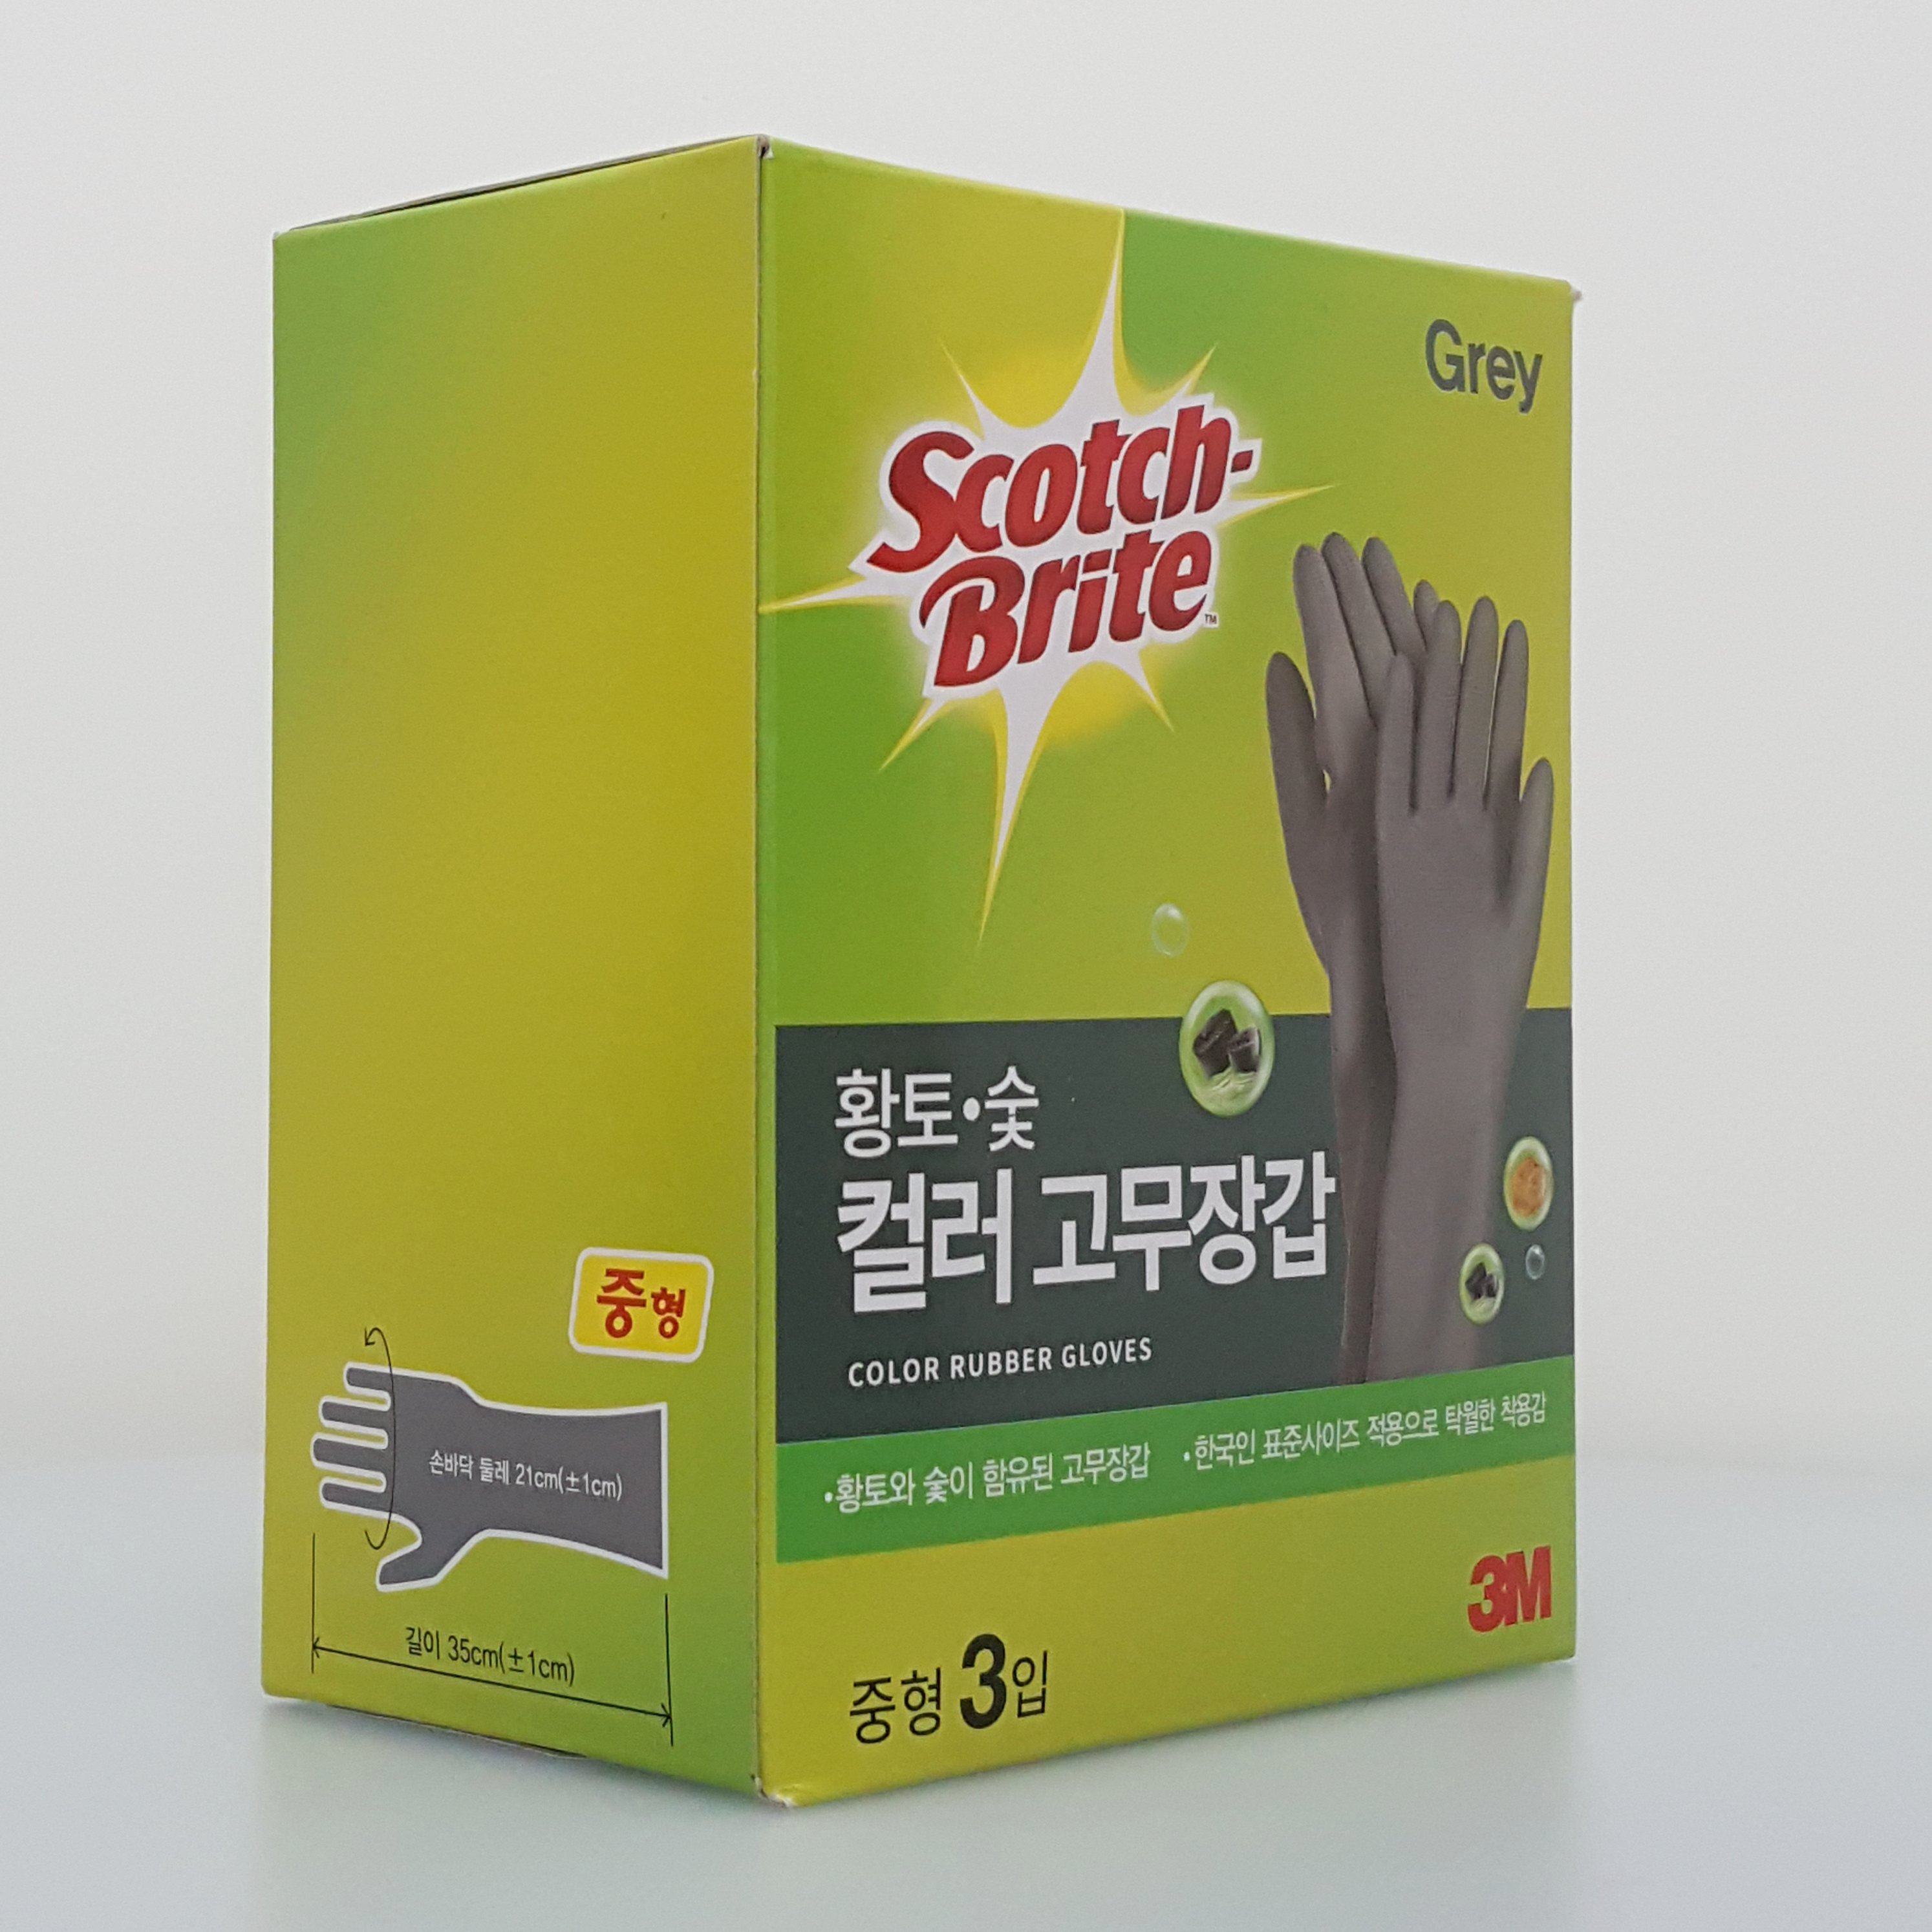 중형
손바닥 둘레 21cm(±1cm)
길이 35cm(±1cm)
Grey
Scotch-
Brite™
황토•숯
컬러 고무장갑
COLOR RUBBER GLOVES
•황토와 숯이 함유된 고무장갑 •한국인 표준사이즈 적용으로 탁월한 착용감
3M
중형 3입